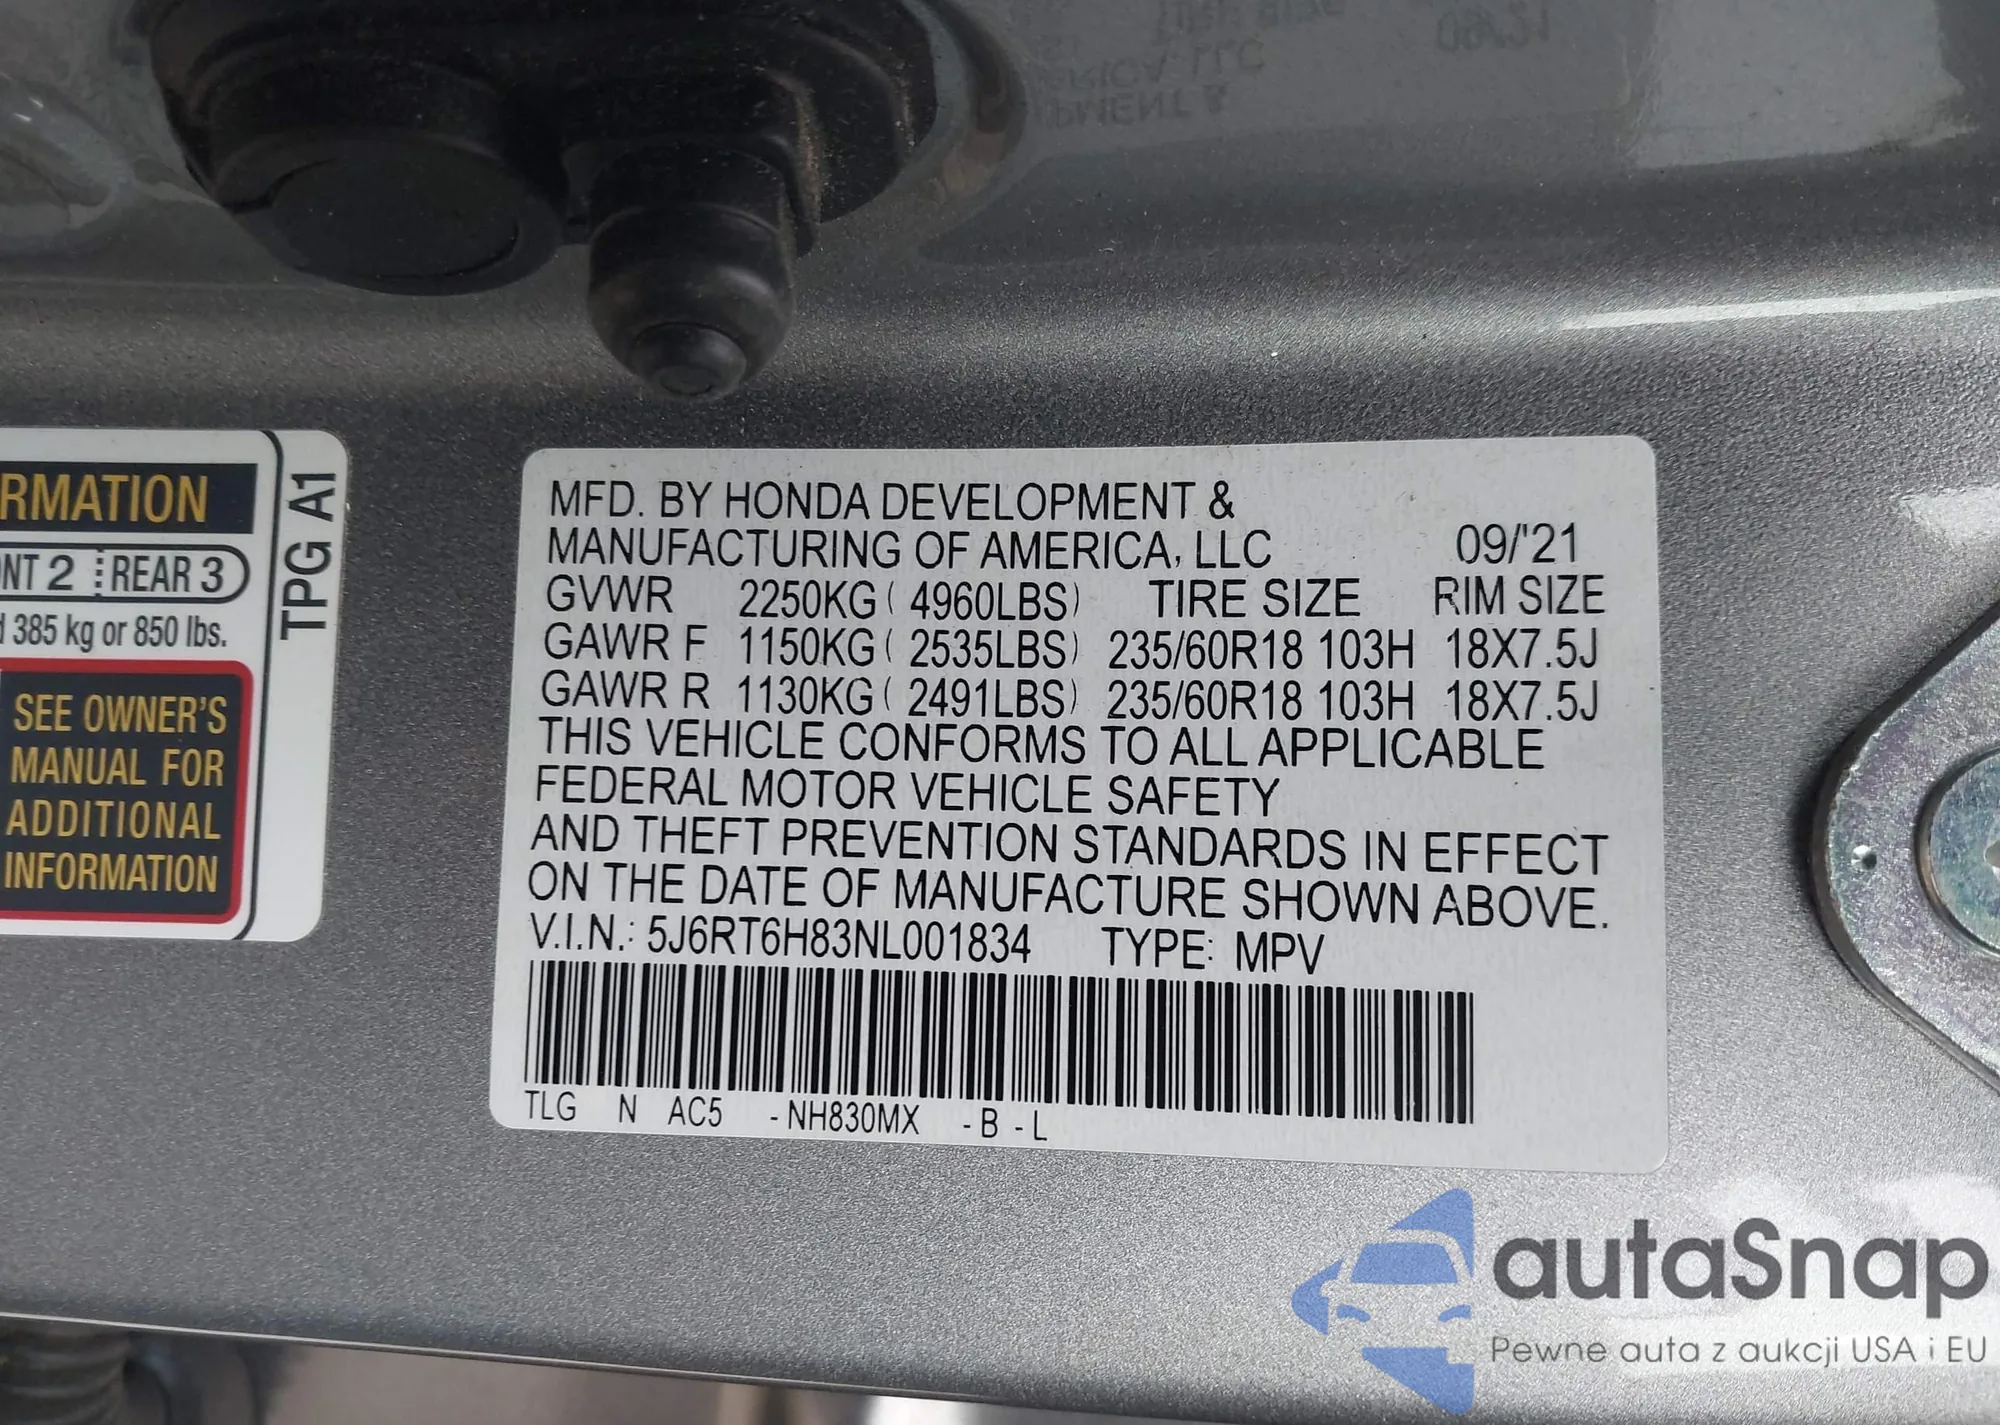 RMATION
NT 2 REAR 3
385 kg or 850 lbs.
SEE OWNER'S
MANUAL FOR
ADDITIONAL
INFORMATION
TPG A1
MFD. BY HONDA DEVELOPMENT &
MANUFACTURING OF AMERICA, LLC 09/'21
GVWR 2250KG ( 4960LBS) TIRE SIZE RIM SIZE
GAWR F 1150KG ( 2535LBS) 235/60R18 103H 18X7.5J
GAWR R 1130KG ( 2491LBS) 235/60R18 103H 18X7.5J
THIS VEHICLE CONFORMS TO ALL APPLICABLE
FEDERAL MOTOR VEHICLE SAFETY
AND THEFT PREVENTION STANDARDS IN EFFECT
ON THE DATE OF MANUFACTURE SHOWN ABOVE.
V.I.N.: 5J6RT6H83NL001834 TYPE: MPV
TLG N AC5 -NH830MX -B -L
autaSnap
Pewne auta z aukcji USA i EU